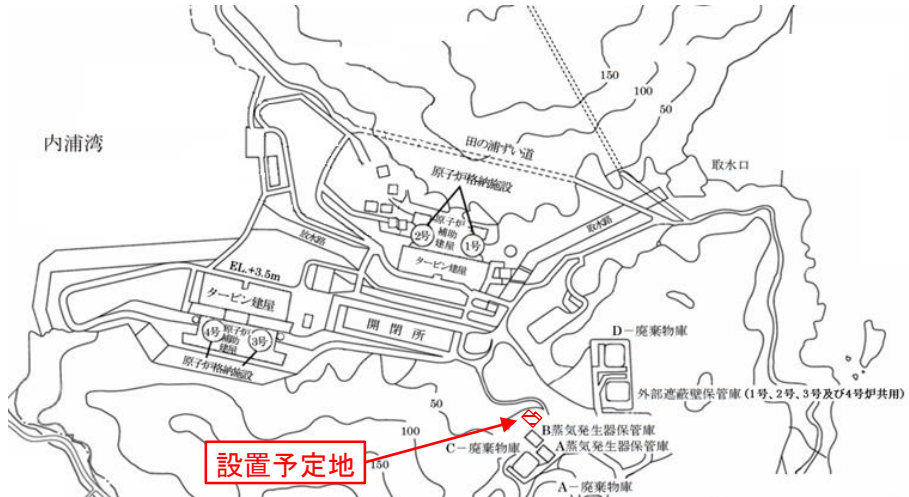 150
100
50
内浦湾
田の浦ずい道
取水口
原子炉格納施設
原子炉
補助
建屋
2号
1号
取水路
放水路
タービン建屋
EL.+3.5m
タービン建屋
開閉所
4号
原子炉
補助
建屋
3号
原子炉格納施設
D-廃棄物庫
外部遮蔽壁保管庫(1号、2号、3号及び4号炉共用)
50
100
150
B蒸気発生器保管庫
C-廃棄物庫
A蒸気発生器保管庫
設置予定地
A-廃棄物庫